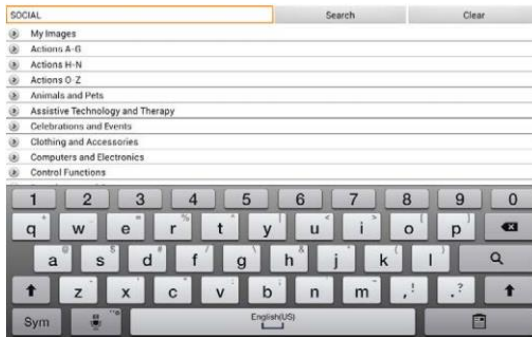 SOCIAL Search Clear
My Images
Actions A-G
Actions H-N
Actions O-Z
Animals and Pets
Assistive Technology and Therapy
Celebrations and Events
Clothing and Accessories
Computers and Electronics
Control Functions
1 2 3 4 5 6 7 8 9 0
q w e r t y u i o p
a s d f g h j k l
z x c v b n m ,! .?
Sym English(US)